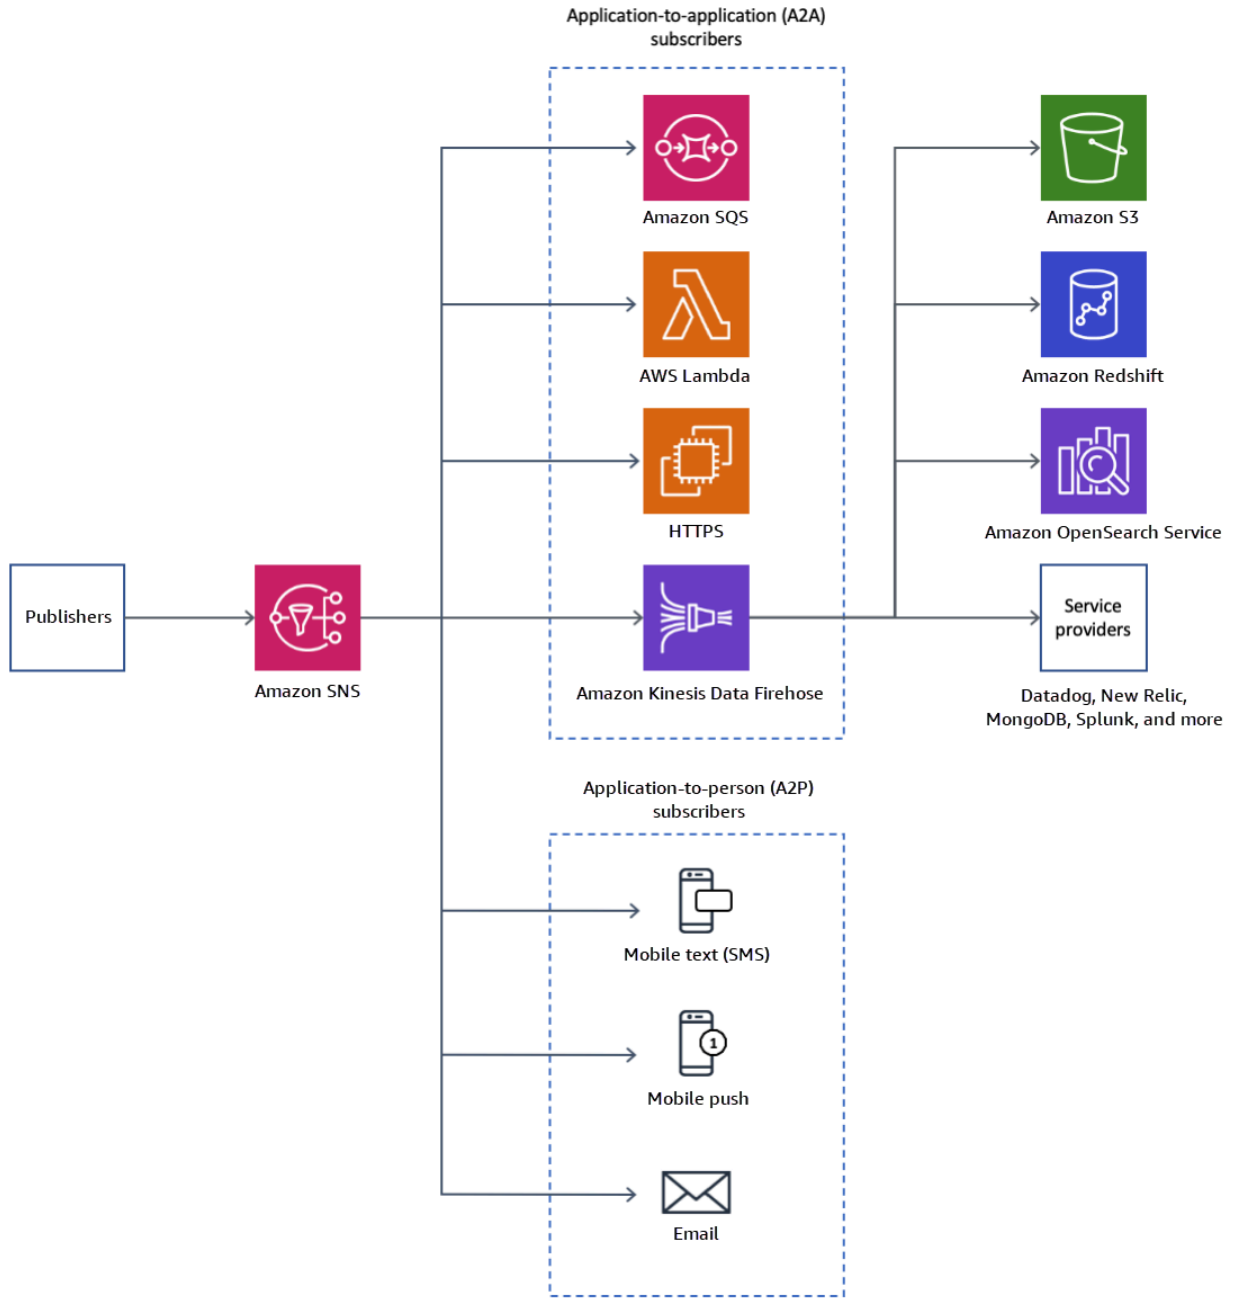 Application-to-application (A2A)
subscribers
Amazon SQS
Amazon S3
AWS Lambda
Amazon Redshift
HTTPS
Amazon OpenSearch Service
Publishers
Amazon SNS
Amazon Kinesis Data Firehose
Service
providers
Datadog, New Relic,
MongoDB, Splunk, and more
Application-to-person (A2P)
subscribers
Mobile text (SMS)
1
Mobile push
Email